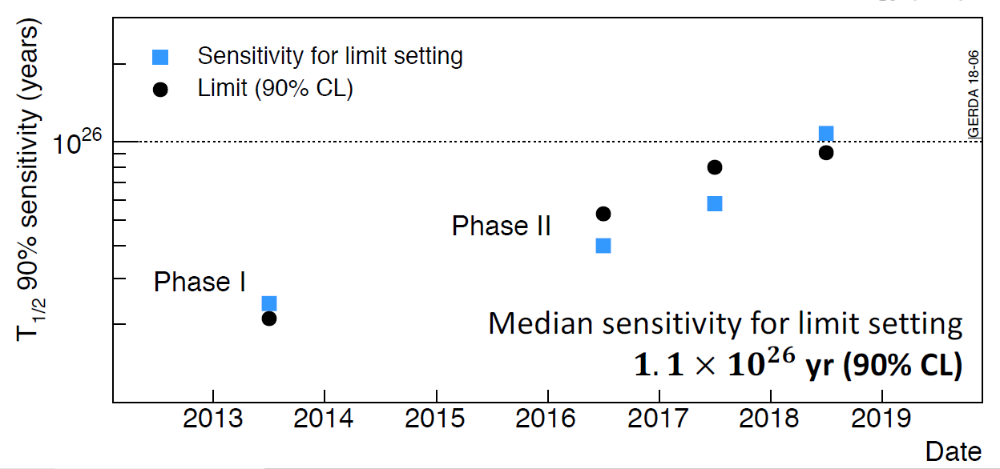 T1/2 90% sensitivity (years)
Sensitivity for limit setting
Limit (90% CL)
GERDA 18-06
10^26
Phase II
Phase I
Median sensitivity for limit setting
1.1 × 10^26 yr (90% CL)
2013 2014 2015 2016 2017 2018 2019
Date